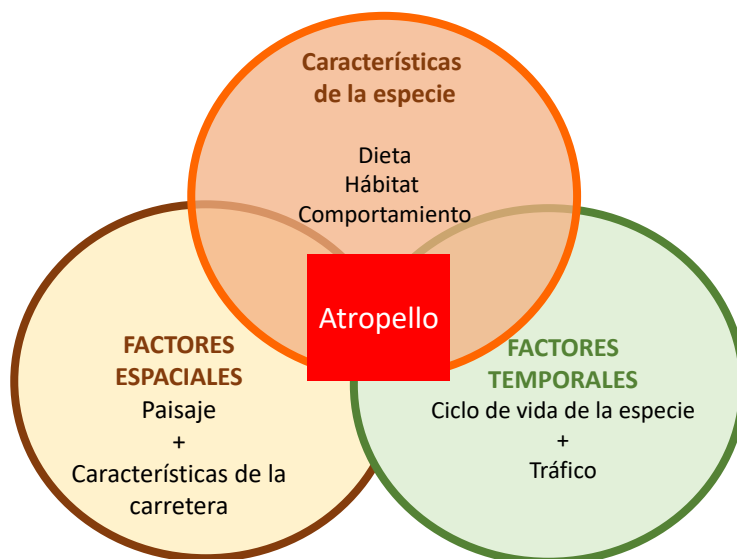 Características
de la especie
Dieta
Hábitat
Comportamiento
Atropello
FACTORES
ESPACIALES
Paisaje
+
Características de la
carretera
FACTORES
TEMPORALES
Ciclo de vida de la especie
+
Tráfico